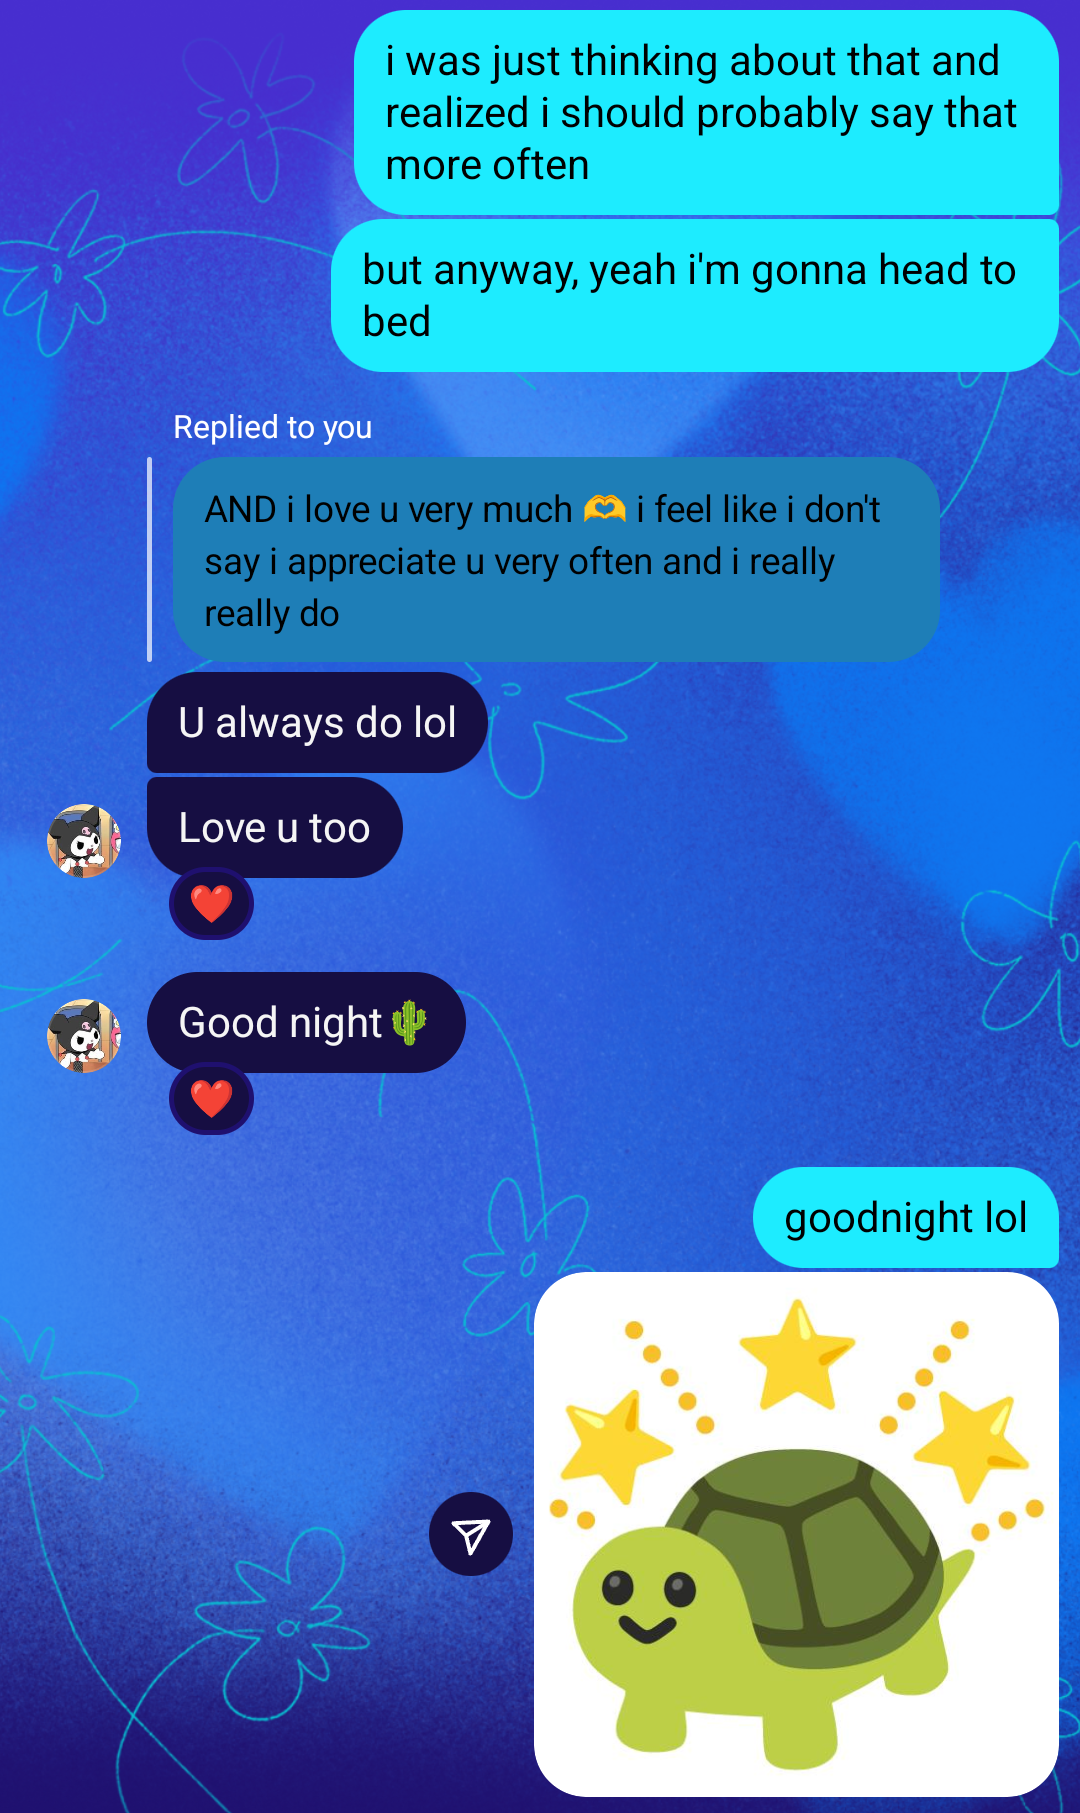 i was just thinking about that and
realized i should probably say that
more often
but anyway, yeah i'm gonna head to
bed
Replied to you
AND i love u very much 🫶 i feel like i don't
say i appreciate u very often and i really
really do
U always do lol
Love u too
❤️
Good night🌵
❤️
goodnight lol